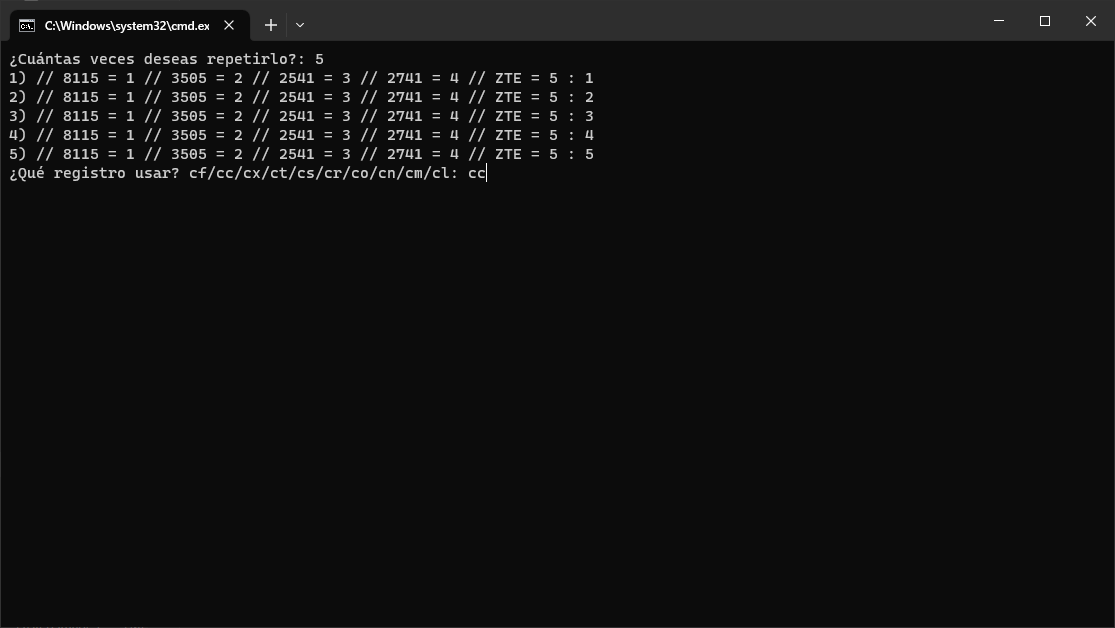 C:\Windows\system32\cmd.ex
¿Cuántas veces deseas repetirlo?: 5
1) // 8115 = 1 // 3505 = 2 // 2541 = 3 // 2741 = 4 // ZTE = 5 : 1
2) // 8115 = 1 // 3505 = 2 // 2541 = 3 // 2741 = 4 // ZTE = 5 : 2
3) // 8115 = 1 // 3505 = 2 // 2541 = 3 // 2741 = 4 // ZTE = 5 : 3
4) // 8115 = 1 // 3505 = 2 // 2541 = 3 // 2741 = 4 // ZTE = 5 : 4
5) // 8115 = 1 // 3505 = 2 // 2541 = 3 // 2741 = 4 // ZTE = 5 : 5
¿Qué registro usar? cf/cc/cx/ct/cs/cr/co/cn/cm/cl: cc